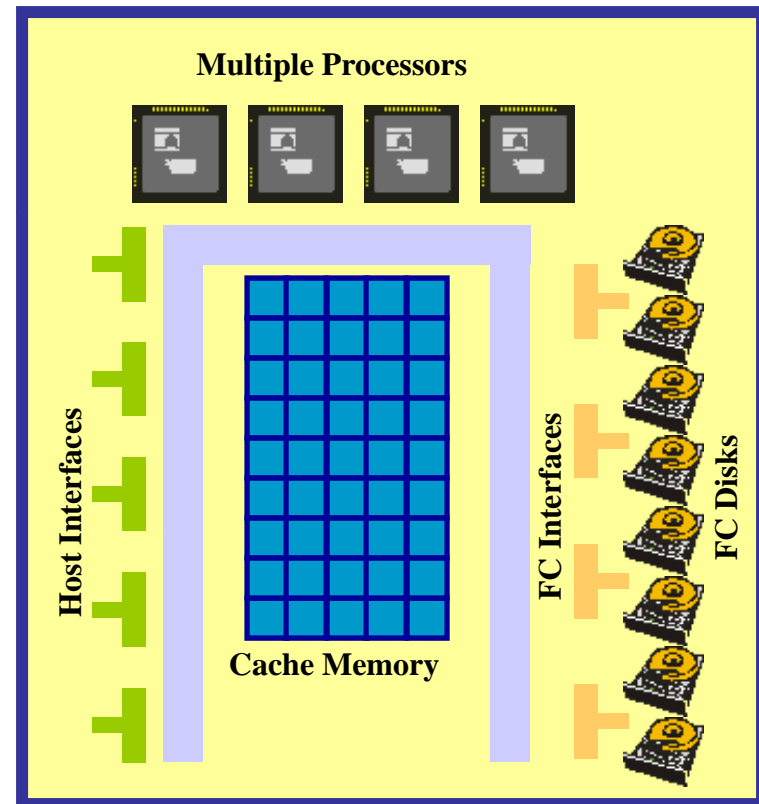 Multiple Processors
Host Interfaces
Cache Memory
FC Interfaces
FC Disks